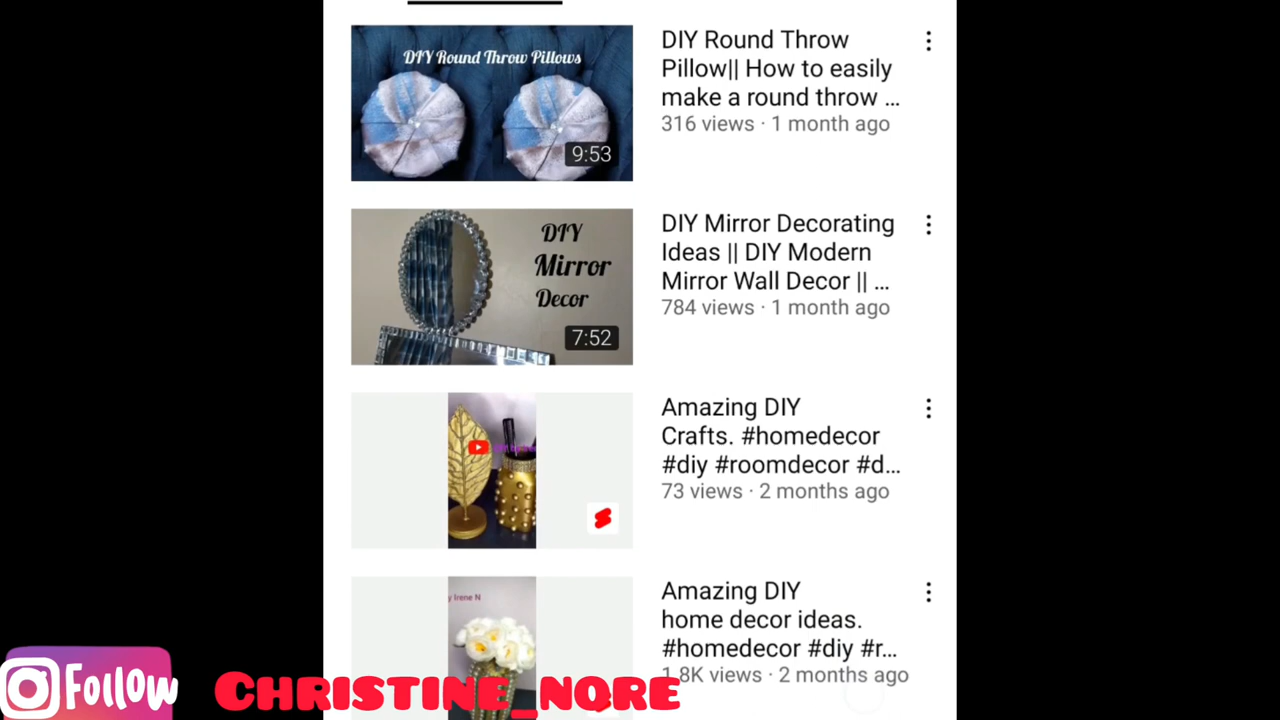 DIY Round Throw Pillows
9:53
DIY Round Throw
Pillow|| How to easily
make a round throw ...
316 views · 1 month ago
DIY
Mirror
Decor
7:52
DIY Mirror Decorating
Ideas || DIY Modern
Mirror Wall Decor || ...
784 views · 1 month ago
Amazing DIY
Crafts. #homedecor
#diy #roomdecor #d...
73 views · 2 months ago
y Irene N
Amazing DIY
home decor ideas.
#homedecor #diy #r...
1.8K views · 2 months ago
Follow
CHRISTINE_NORE